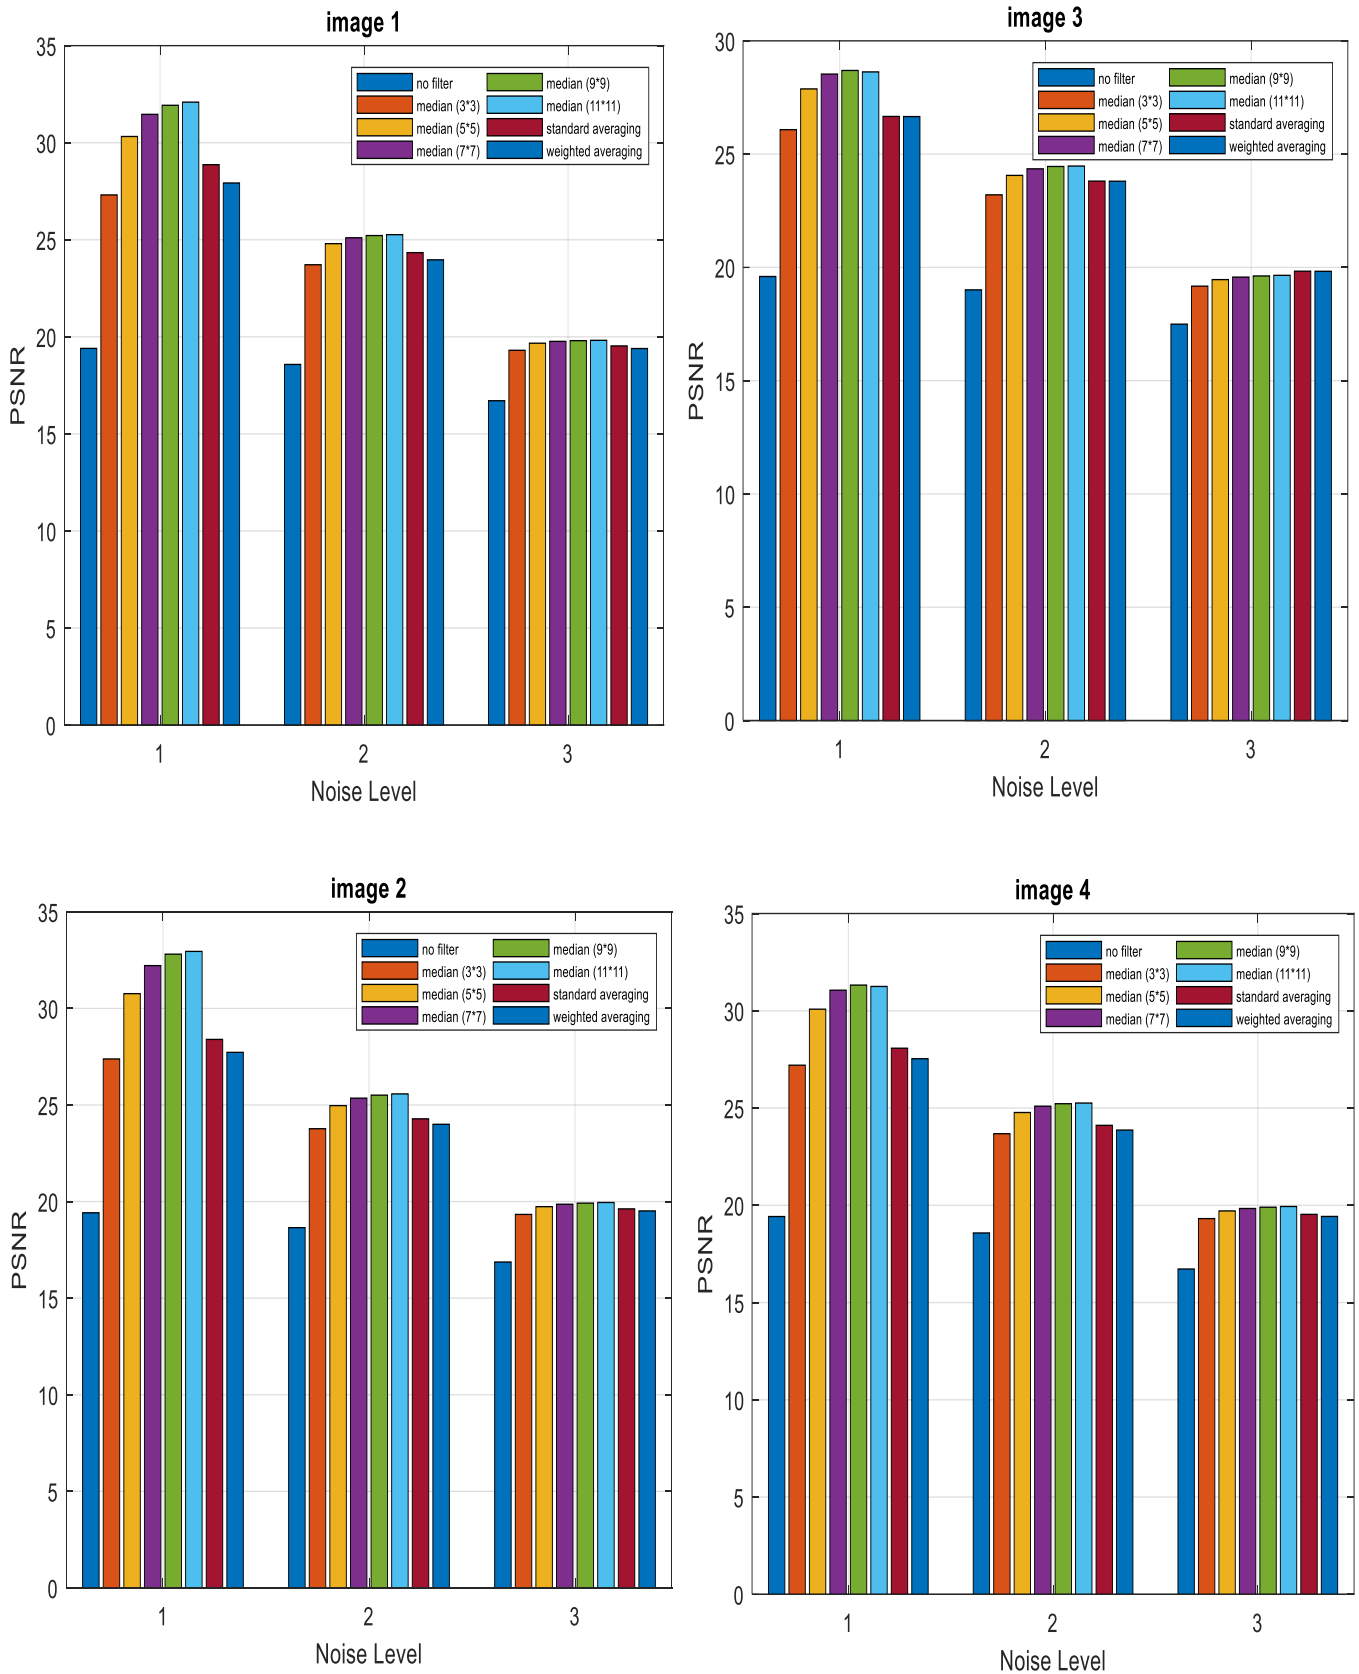 image 1
35
30
25
20
15
10
5
0
PSNR
no filter
median (3*3)
median (5*5)
median (7*7)
median (9*9)
median (11*11)
standard averaging
weighted averaging
1 2 3
Noise Level
image 3
30
25
20
15
10
5
0
PSNR
no filter
median (3*3)
median (5*5)
median (7*7)
median (9*9)
median (11*11)
standard averaging
weighted averaging
1 2 3
Noise Level
image 2
35
30
25
20
15
10
5
0
PSNR
no filter
median (3*3)
median (5*5)
median (7*7)
median (9*9)
median (11*11)
standard averaging
weighted averaging
1 2 3
Noise Level
image 4
35
30
25
20
15
10
5
0
PSNR
no filter
median (3*3)
median (5*5)
median (7*7)
median (9*9)
median (11*11)
standard averaging
weighted averaging
1 2 3
Noise Level